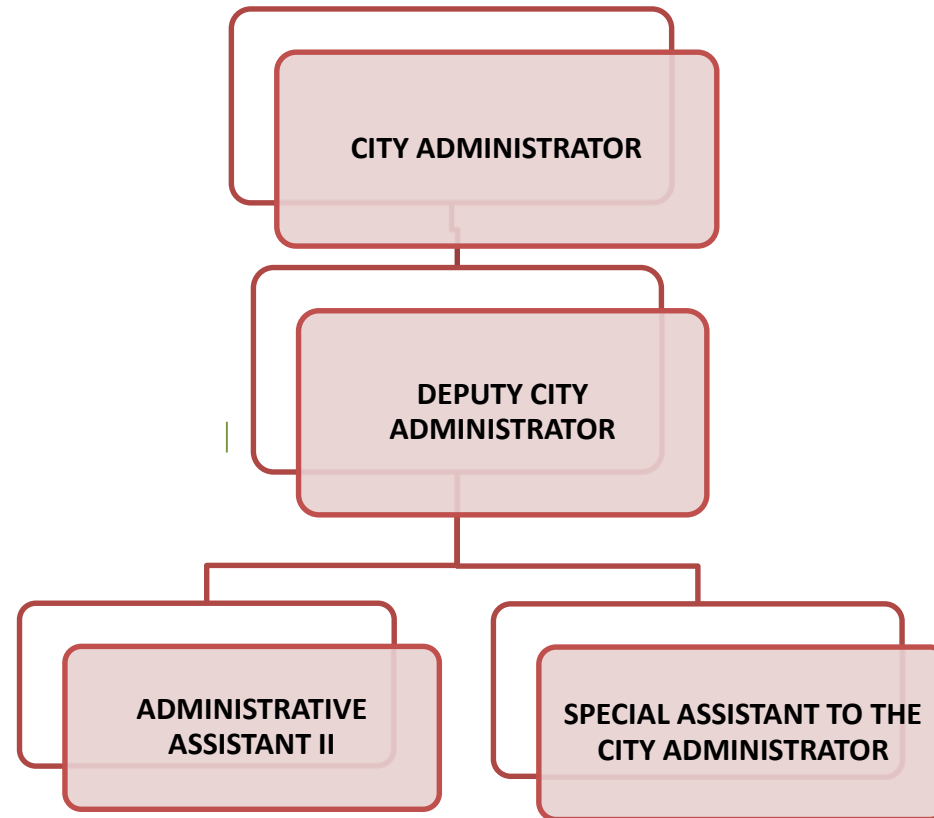 CITY ADMINISTRATOR
DEPUTY CITY
ADMINISTRATOR
ADMINISTRATIVE
ASSISTANT II
SPECIAL ASSISTANT TO THE
CITY ADMINISTRATOR